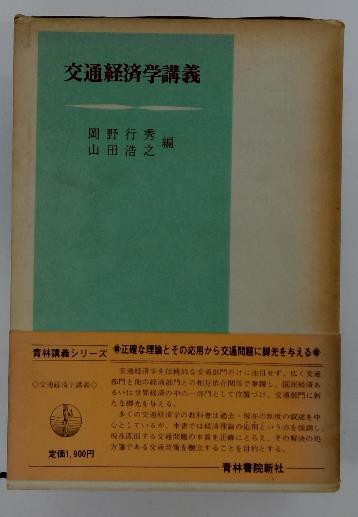 交通経済学講義
岡野行秀
山田浩之
編
青林講義シリーズ
◇交通経済学講義◇
定価1,900円
❋正確な理論とその応用から交通問題に脚光を与える❋
交通経済学を伝統的な交通部門だけに注目せず、広く交通
部門と他の経済部門との相互依存関係で掌握し、国民経済あ
るいは世界経済の中の一部門として位置づけ、交通部門に新
たな脚光を与える。
多くの交通経済学の教科書は過去・現在の制度の叙述を中
心としているが、本書では経済理論の応用という点を強調し、
現在直面する交通問題の本質を正確にとらえ、その解決の処
方箋である交通政策を樹立することを目的とする。
青林書院新社